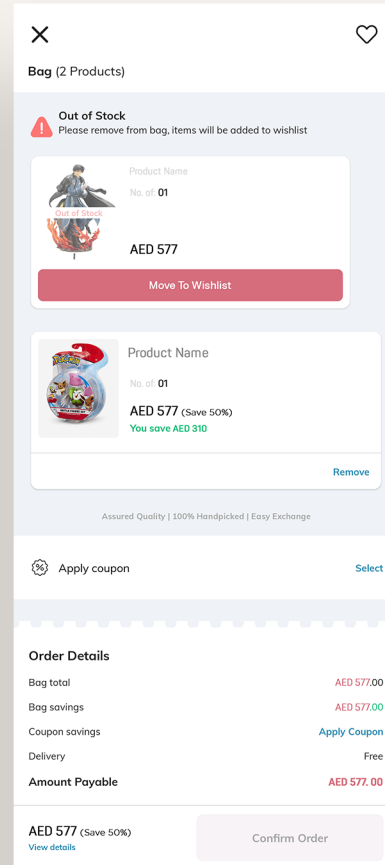 Bag (2 Products)
Out of Stock
Please remove from bag, items will be added to wishlist
Product Name
No. of: 01
Out of Stock
AED 577
Move To Wishlist
POKEMON
Product Name
No. of: 01
AED 577 (Save 50%)
You save AED 310
Remove
Assured Quality | 100% Handpicked | Easy Exchange
Apply coupon
Select
Order Details
Bag total
AED 577.00
Bag savings
AED 577.00
Coupon savings
Apply Coupon
Delivery
Free
Amount Payable
AED 577. 00
AED 577 (Save 50%)
View details
Confirm Order